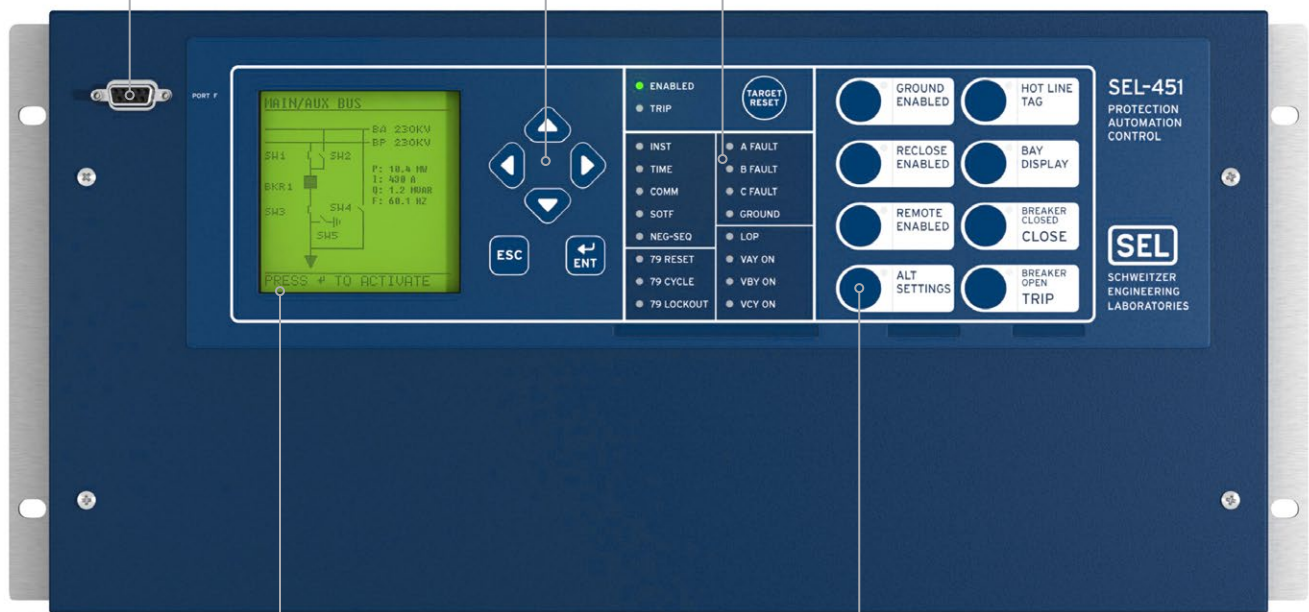 PORT F
MAIN/AUX BUS
BA 230KV
BP 230KV
SW1
SW2
P: 10.4 MW
I: 430 A
Q: 1.2 MVAR
F: 60.1 HZ
BKR1
SW3
SW4
SW5
PRESS ↵ TO ACTIVATE
ESC
ENT
ENABLED
TRIP
TARGET
RESET
INST
TIME
COMM
SOTF
NEG-SEQ
79 RESET
79 CYCLE
79 LOCKOUT
A FAULT
B FAULT
C FAULT
GROUND
LOP
VAY ON
VBY ON
VCY ON
GROUND
ENABLED
RECLOSE
ENABLED
REMOTE
ENABLED
ALT
SETTINGS
HOT LINE
TAG
BAY
DISPLAY
BREAKER
CLOSED
CLOSE
BREAKER
OPEN
TRIP
SEL-451
PROTECTION
AUTOMATION
CONTROL
SEL
SCHWEITZER
ENGINEERING
LABORATORIES